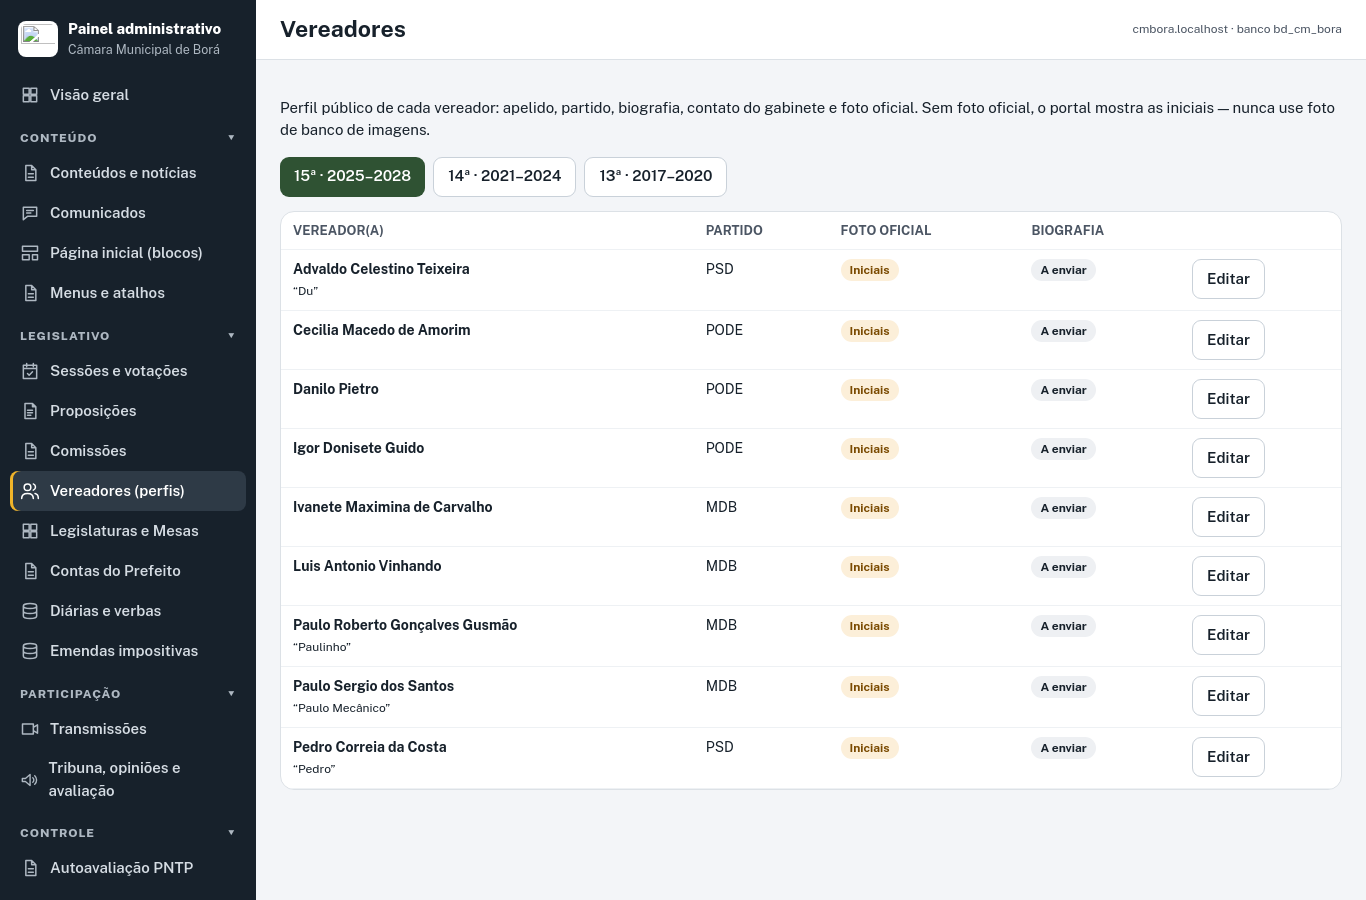 Painel administrativo
Câmara Municipal de Borá
Visão geral
CONTEÚDO ▼
Conteúdos e notícias
Comunicados
Página inicial (blocos)
Menus e atalhos
LEGISLATIVO ▼
Sessões e votações
Proposições
Comissões
Vereadores (perfis)
Legislaturas e Mesas
Contas do Prefeito
Diárias e verbas
Emendas impositivas
PARTICIPAÇÃO ▼
Transmissões
Tribuna, opiniões e
avaliação
CONTROLE ▼
Autoavaliação PNTP
Vereadores
cmbora.localhost · banco bd_cm_bora
Perfil público de cada vereador: apelido, partido, biografia, contato do gabinete e foto oficial. Sem foto oficial, o portal mostra as iniciais — nunca use foto
de banco de imagens.
15ª · 2025–2028 14ª · 2021–2024 13ª · 2017–2020
VEREADOR(A) PARTIDO FOTO OFICIAL BIOGRAFIA
Advaldo Celestino Teixeira PSD Iniciais A enviar Editar
“Du”
Cecilia Macedo de Amorim PODE Iniciais A enviar Editar
Danilo Pietro PODE Iniciais A enviar Editar
Igor Donisete Guido PODE Iniciais A enviar Editar
Ivanete Maximina de Carvalho MDB Iniciais A enviar Editar
Luis Antonio Vinhando MDB Iniciais A enviar Editar
Paulo Roberto Gonçalves Gusmão MDB Iniciais A enviar Editar
“Paulinho”
Paulo Sergio dos Santos MDB Iniciais A enviar Editar
“Paulo Mecânico”
Pedro Correia da Costa PSD Iniciais A enviar Editar
“Pedro”